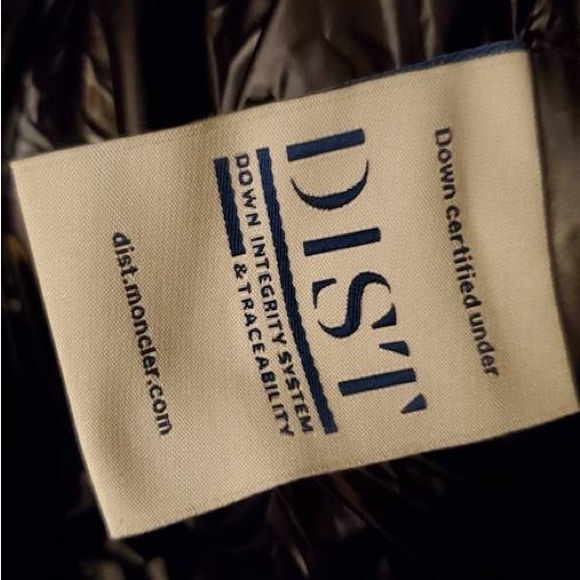 Down certified under
DIST
DOWN INTEGRITY SYSTEM
& TRACEABILITY
dist.moncler.com